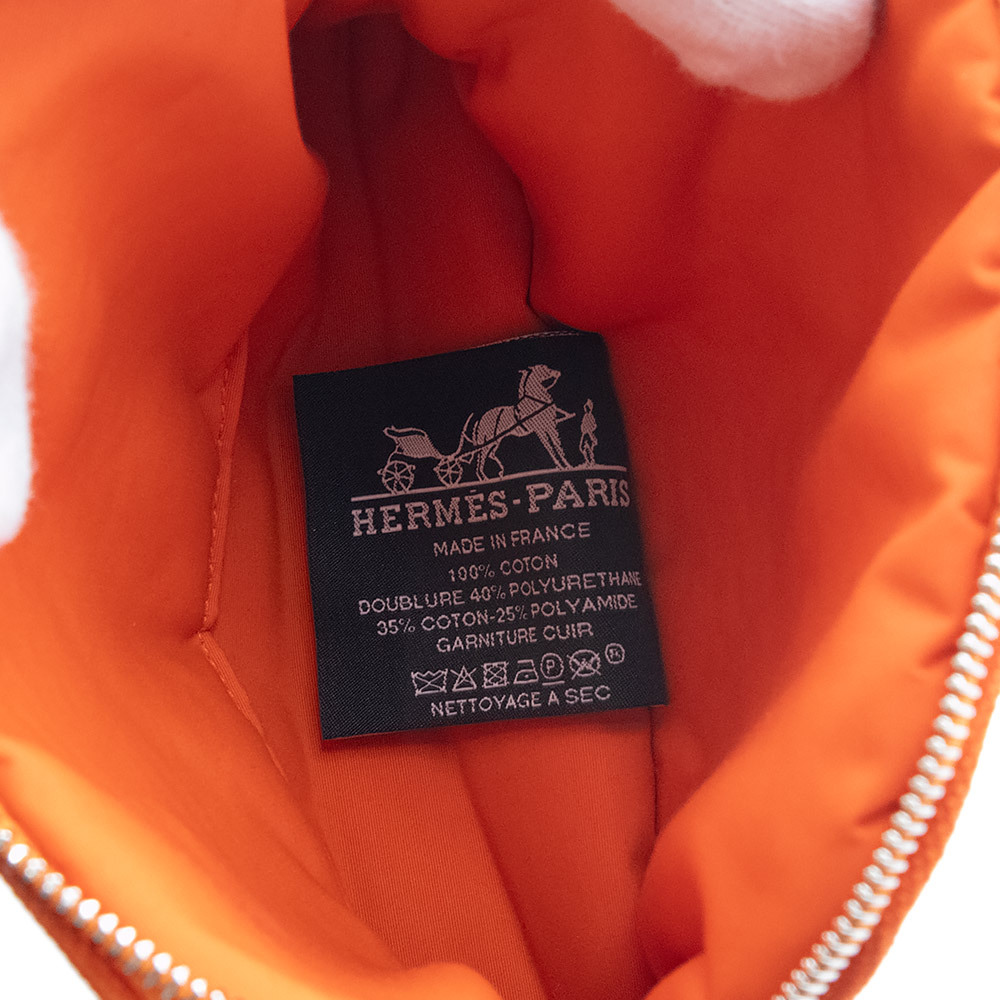 HERMÈS-PARIS
MADE IN FRANCE
100% COTON
DOUBLURE 40% POLYURETHANE
35% COTON-25% POLYAMIDE
GARNITURE CUIR
P ®
NETTOYAGE A SEC